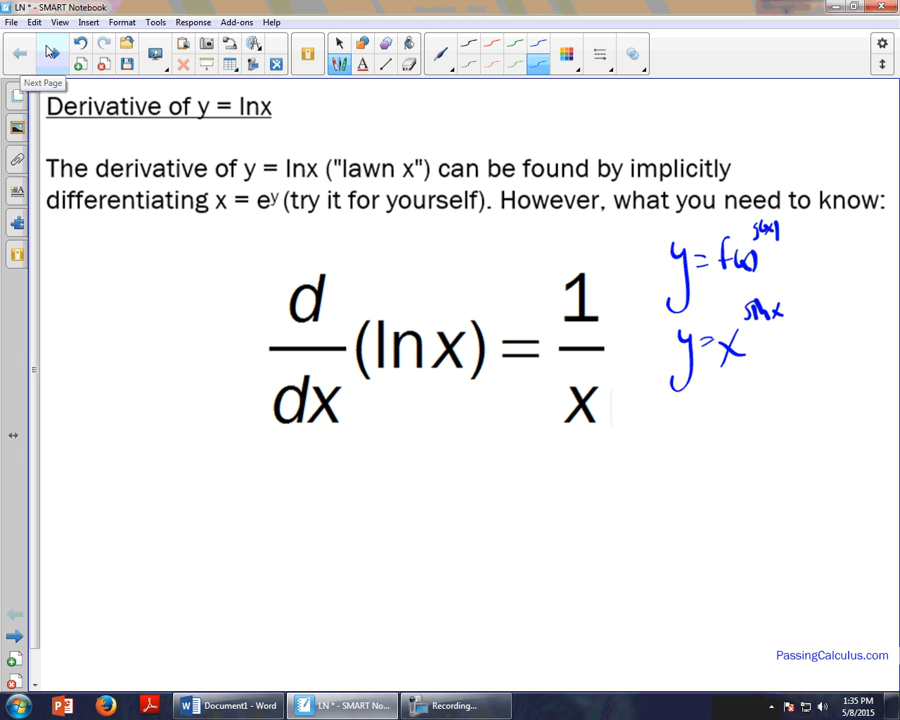 LN * - SMART Notebook
File Edit View Insert Format Tools Response Add-ons Help
Next Page
Derivative of y = lnx
The derivative of y = lnx ("lawn x") can be found by implicitly
differentiating x = eʸ (try it for yourself). However, what you need to know:
y = f(x)^g(x)
d/dx (ln x) = 1/x
y = x^sin x
PassingCalculus.com
Document1 - Word
LN * - SMART No...
Recording...
1:35 PM
5/8/2015